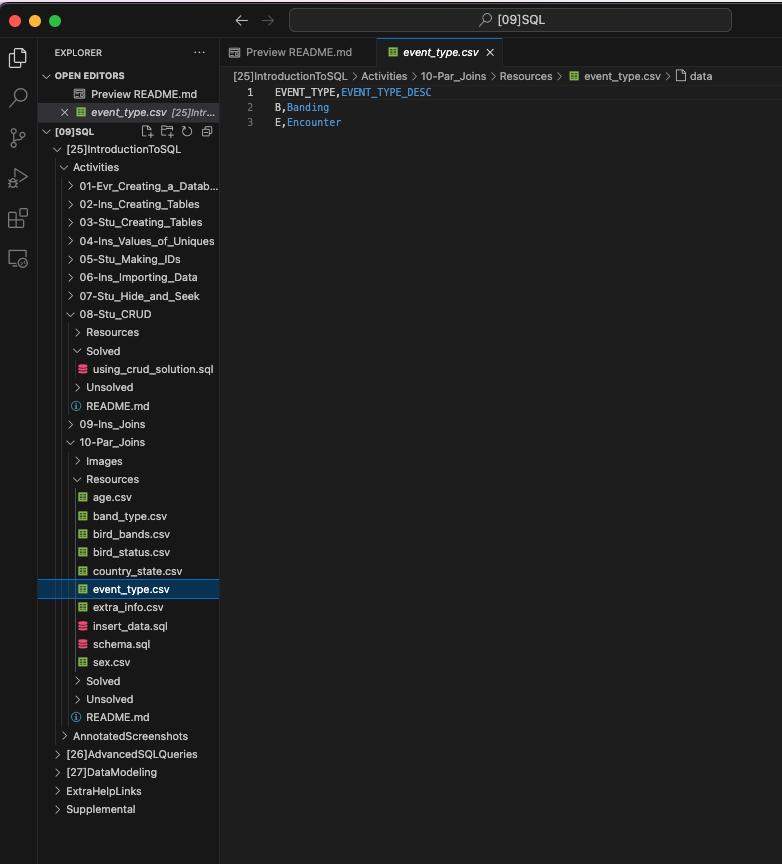 [09]SQL
EXPLORER
OPEN EDITORS
Preview README.md
event_type.csv [25]Intr...
[09]SQL
[25]IntroductionToSQL
Activities
01-Evr_Creating_a_Datab...
02-Ins_Creating_Tables
03-Stu_Creating_Tables
04-Ins_Values_of_Uniques
05-Stu_Making_IDs
06-Ins_Importing_Data
07-Stu_Hide_and_Seek
08-Stu_CRUD
Resources
Solved
using_crud_solution.sql
Unsolved
README.md
09-Ins_Joins
10-Par_Joins
Images
Resources
age.csv
band_type.csv
bird_bands.csv
bird_status.csv
country_state.csv
event_type.csv
extra_info.csv
insert_data.sql
schema.sql
sex.csv
Solved
Unsolved
README.md
AnnotatedScreenshots
[26]AdvancedSQLQueries
[27]DataModeling
ExtraHelpLinks
Supplemental
Preview README.md
event_type.csv
[25]IntroductionToSQL > Activities > 10-Par_Joins > Resources > event_type.csv > data
1 EVENT_TYPE,EVENT_TYPE_DESC
2 B,Banding
3 E,Encounter